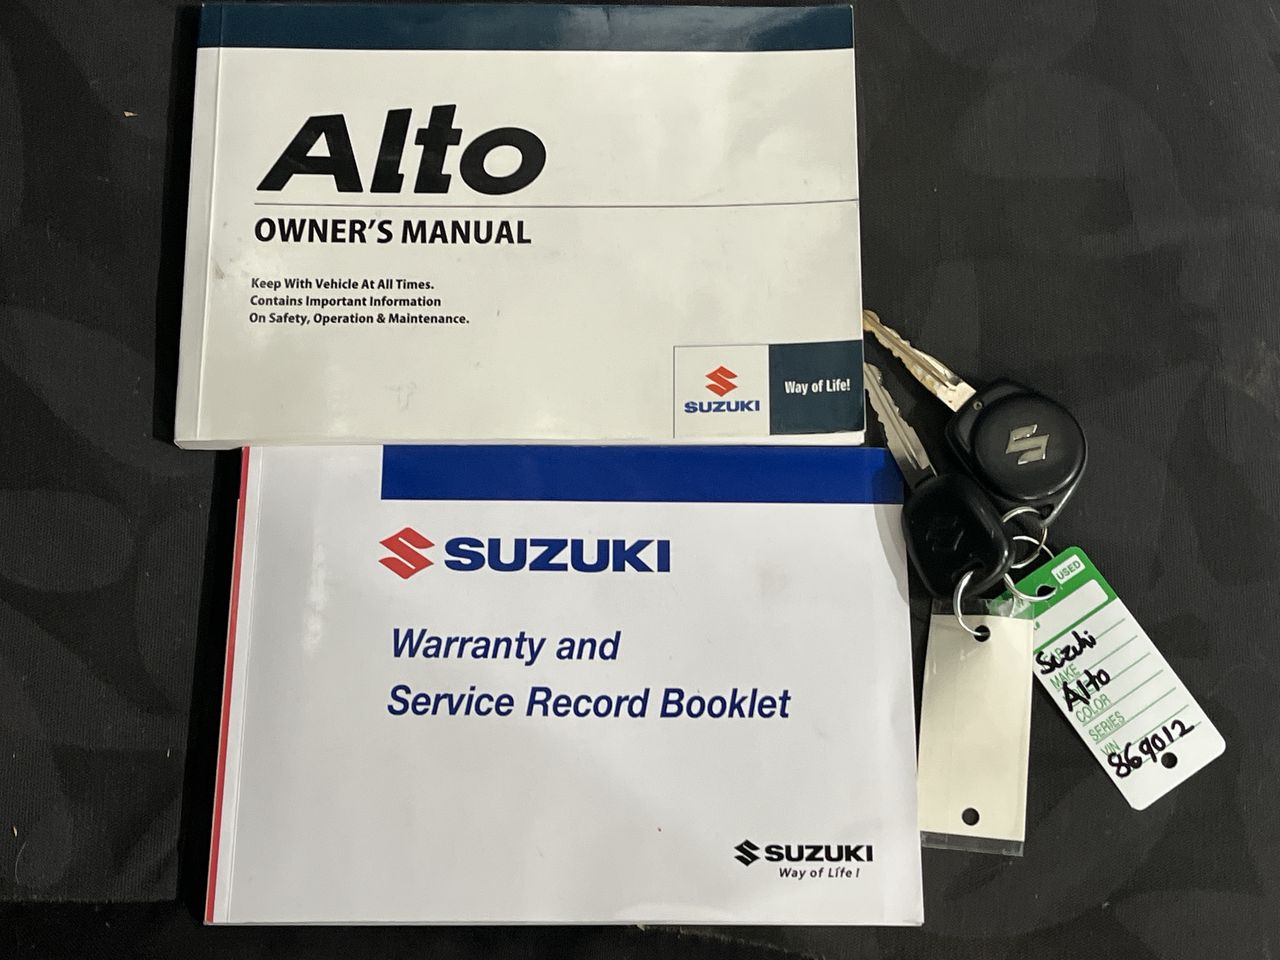 Alto
OWNER'S MANUAL
Keep With Vehicle At All Times.
Contains Important Information
On Safety, Operation & Maintenance.
SUZUKI
Way of Life!
SUZUKI
Warranty and
Service Record Booklet
SUZUKI
Way of Life!
USED
Suzuki
MAKE
Alto
COLOR
SERIES
VIN
869012